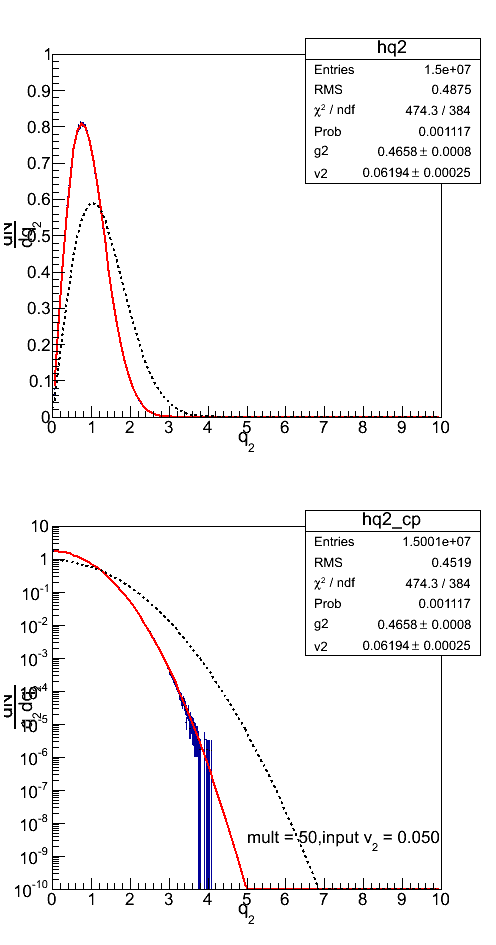 hq2
Entries 1.5e+07
RMS 0.4875
χ² / ndf 474.3 / 384
Prob 0.001117
g2 0.4658 ± 0.0008
v2 0.06194 ± 0.00025
1
0.9
0.8
0.7
0.6
0.5
0.4
0.3
0.2
0.1
0
dN
dq2
0 1 2 3 4 5 6 7 8 9 10
q2
hq2_cp
Entries 1.5001e+07
RMS 0.4519
χ² / ndf 474.3 / 384
Prob 0.001117
g2 0.4658 ± 0.0008
v2 0.06194 ± 0.00025
10
1
10⁻¹
10⁻²
10⁻³
10⁻⁴
10⁻⁵
10⁻⁶
10⁻⁷
10⁻⁸
10⁻⁹
10⁻¹⁰
dN
q2dq2
mult = 50,input v2 = 0.050
0 1 2 3 4 5 6 7 8 9 10
q2